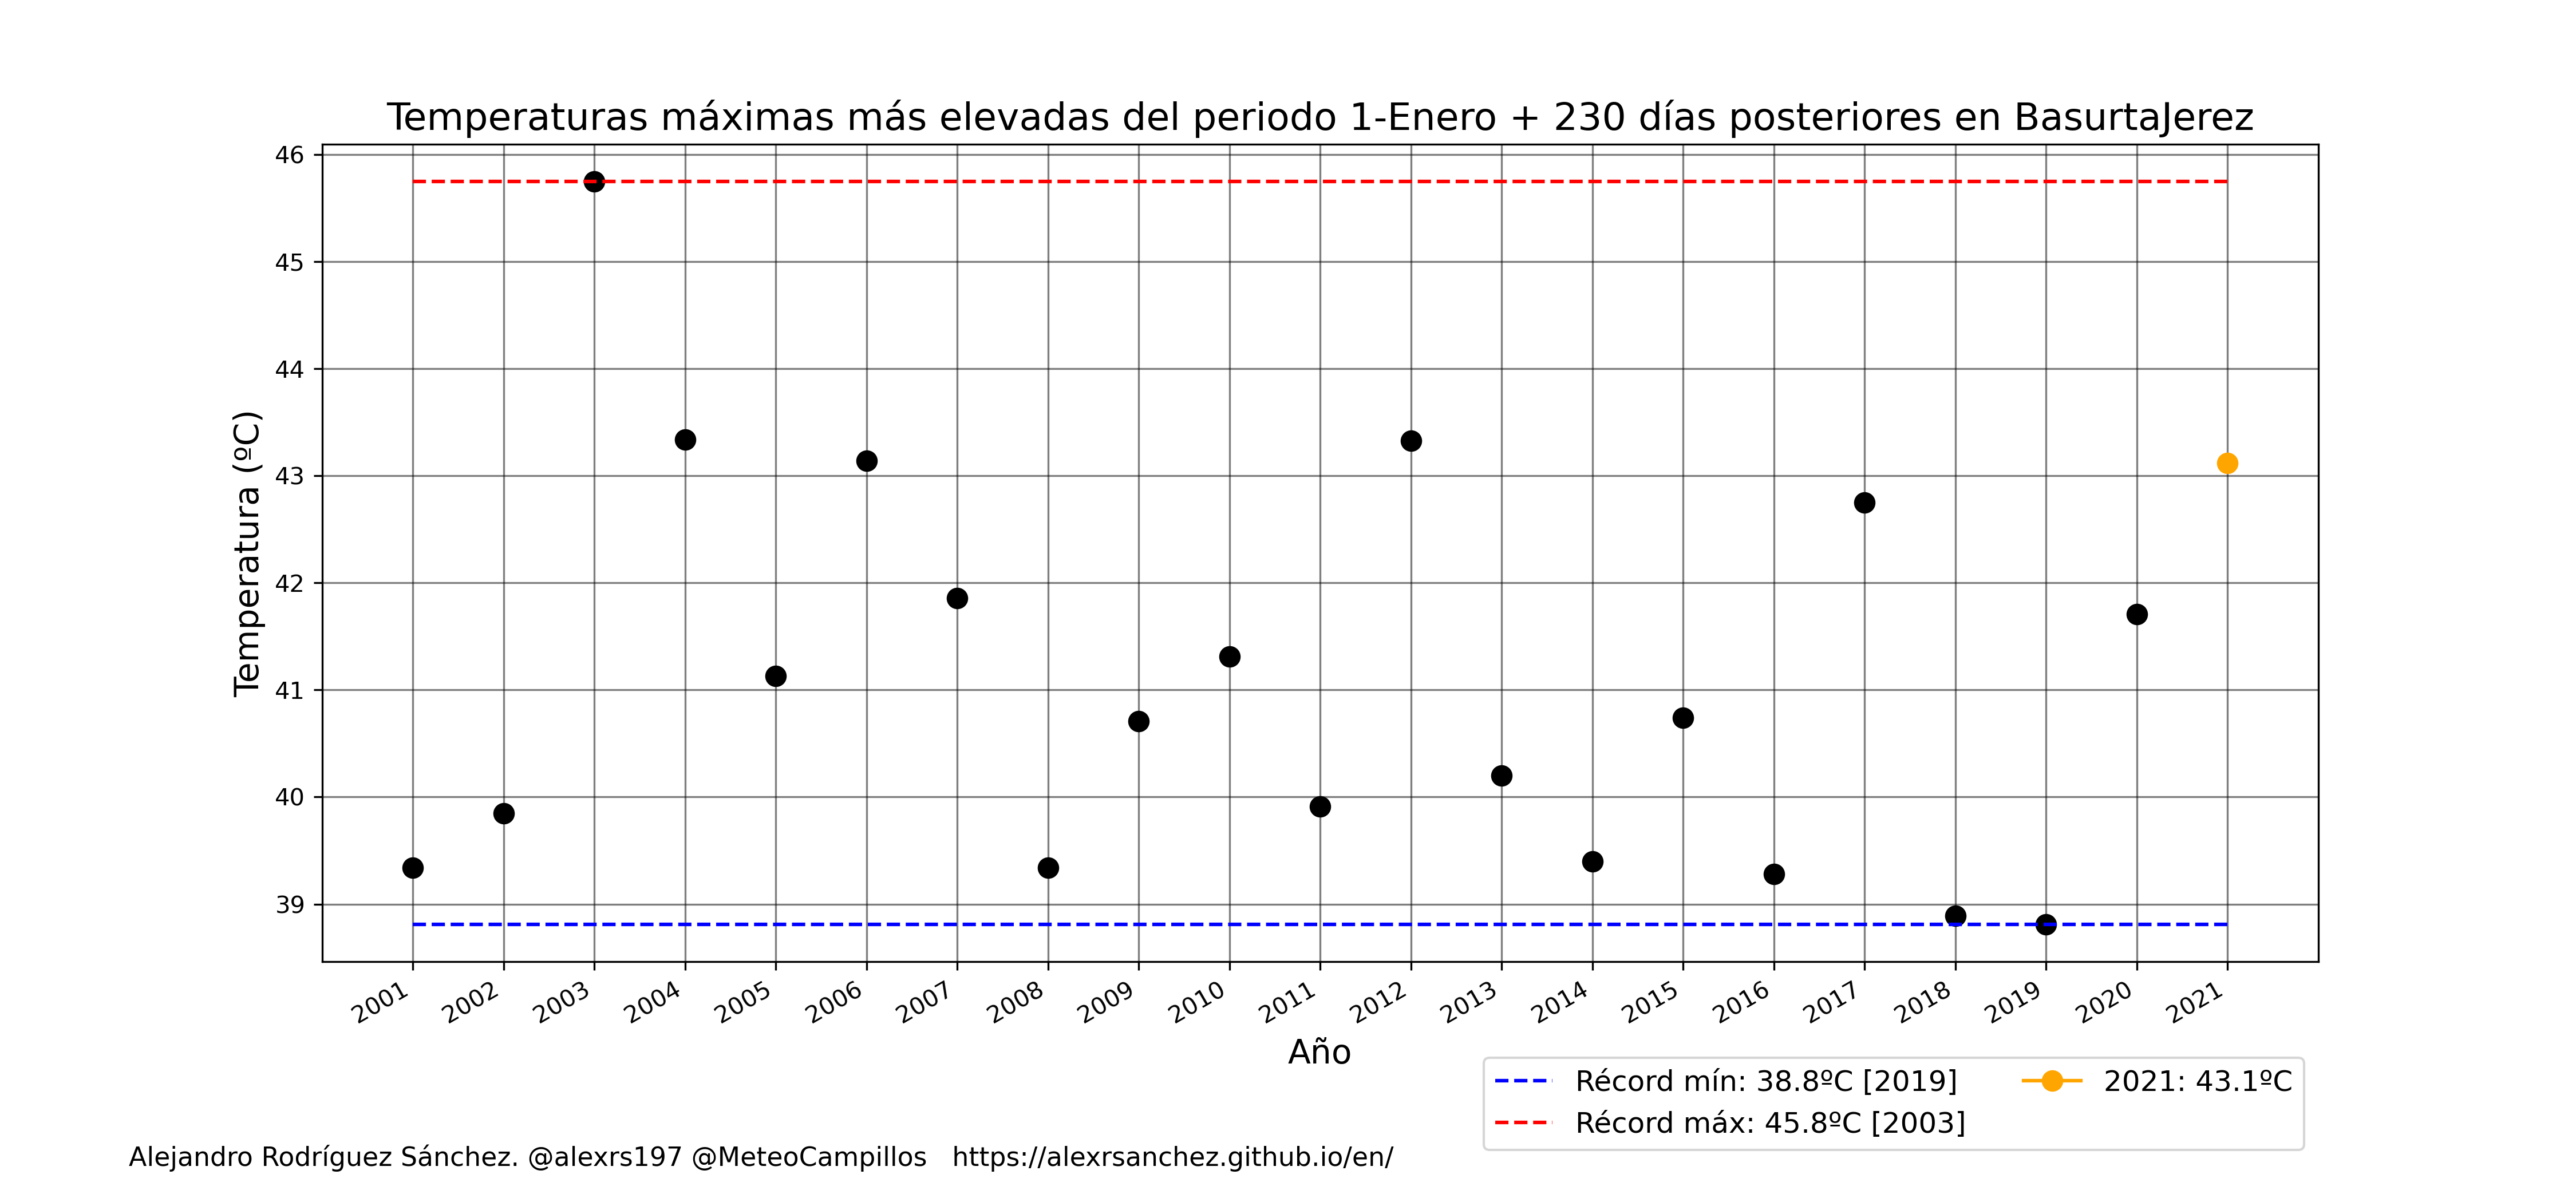 Temperaturas máximas más elevadas del periodo 1-Enero + 230 días posteriores en BasurtaJerez
Temperatura (ºC)
46
45
44
43
42
41
40
39
2001 2002 2003 2004 2005 2006 2007 2008 2009 2010 2011 2012 2013 2014 2015 2016 2017 2018 2019 2020 2021
Año
Récord mín: 38.8ºC [2019]
Récord máx: 45.8ºC [2003]
2021: 43.1ºC
Alejandro Rodríguez Sánchez. @alexrs197 @MeteoCampillos https://alexrsanchez.github.io/en/